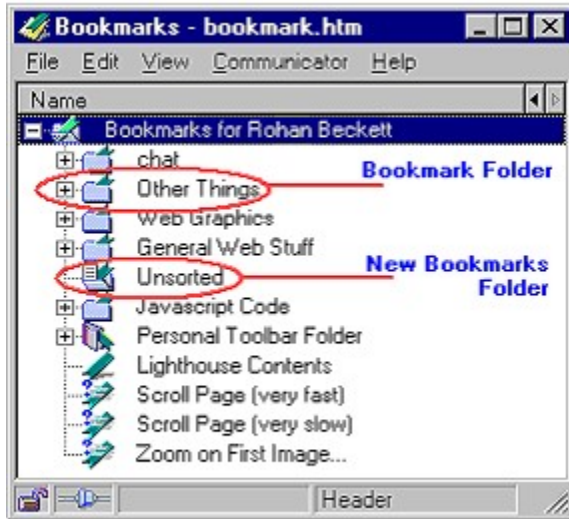 Bookmarks - bookmark.htm
File Edit View Communicator Help
Name
Bookmarks for Rohan Beckett
chat
Bookmark Folder
Other Things
Web Graphics
General Web Stuff
New Bookmarks
Folder
Unsorted
Javascript Code
Personal Toolbar Folder
Lighthouse Contents
Scroll Page (very fast)
Scroll Page (very slow)
Zoom on First Image...
Header